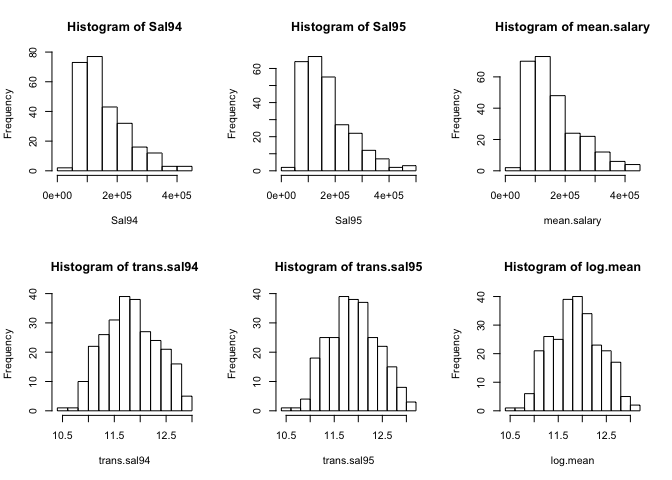 Histogram of Sal94
Frequency
0 20 40 60 80
0e+00 2e+05 4e+05
Sal94
Histogram of Sal95
Frequency
0 20 40 60
0e+00 2e+05 4e+05
Sal95
Histogram of mean.salary
Frequency
0 20 40 60
0e+00 2e+05 4e+05
mean.salary
Histogram of trans.sal94
Frequency
0 10 20 30 40
10.5 11.5 12.5
trans.sal94
Histogram of trans.sal95
Frequency
0 10 20 30 40
10.5 11.5 12.5
trans.sal95
Histogram of log.mean
Frequency
0 10 20 30 40
10.5 11.5 12.5
log.mean